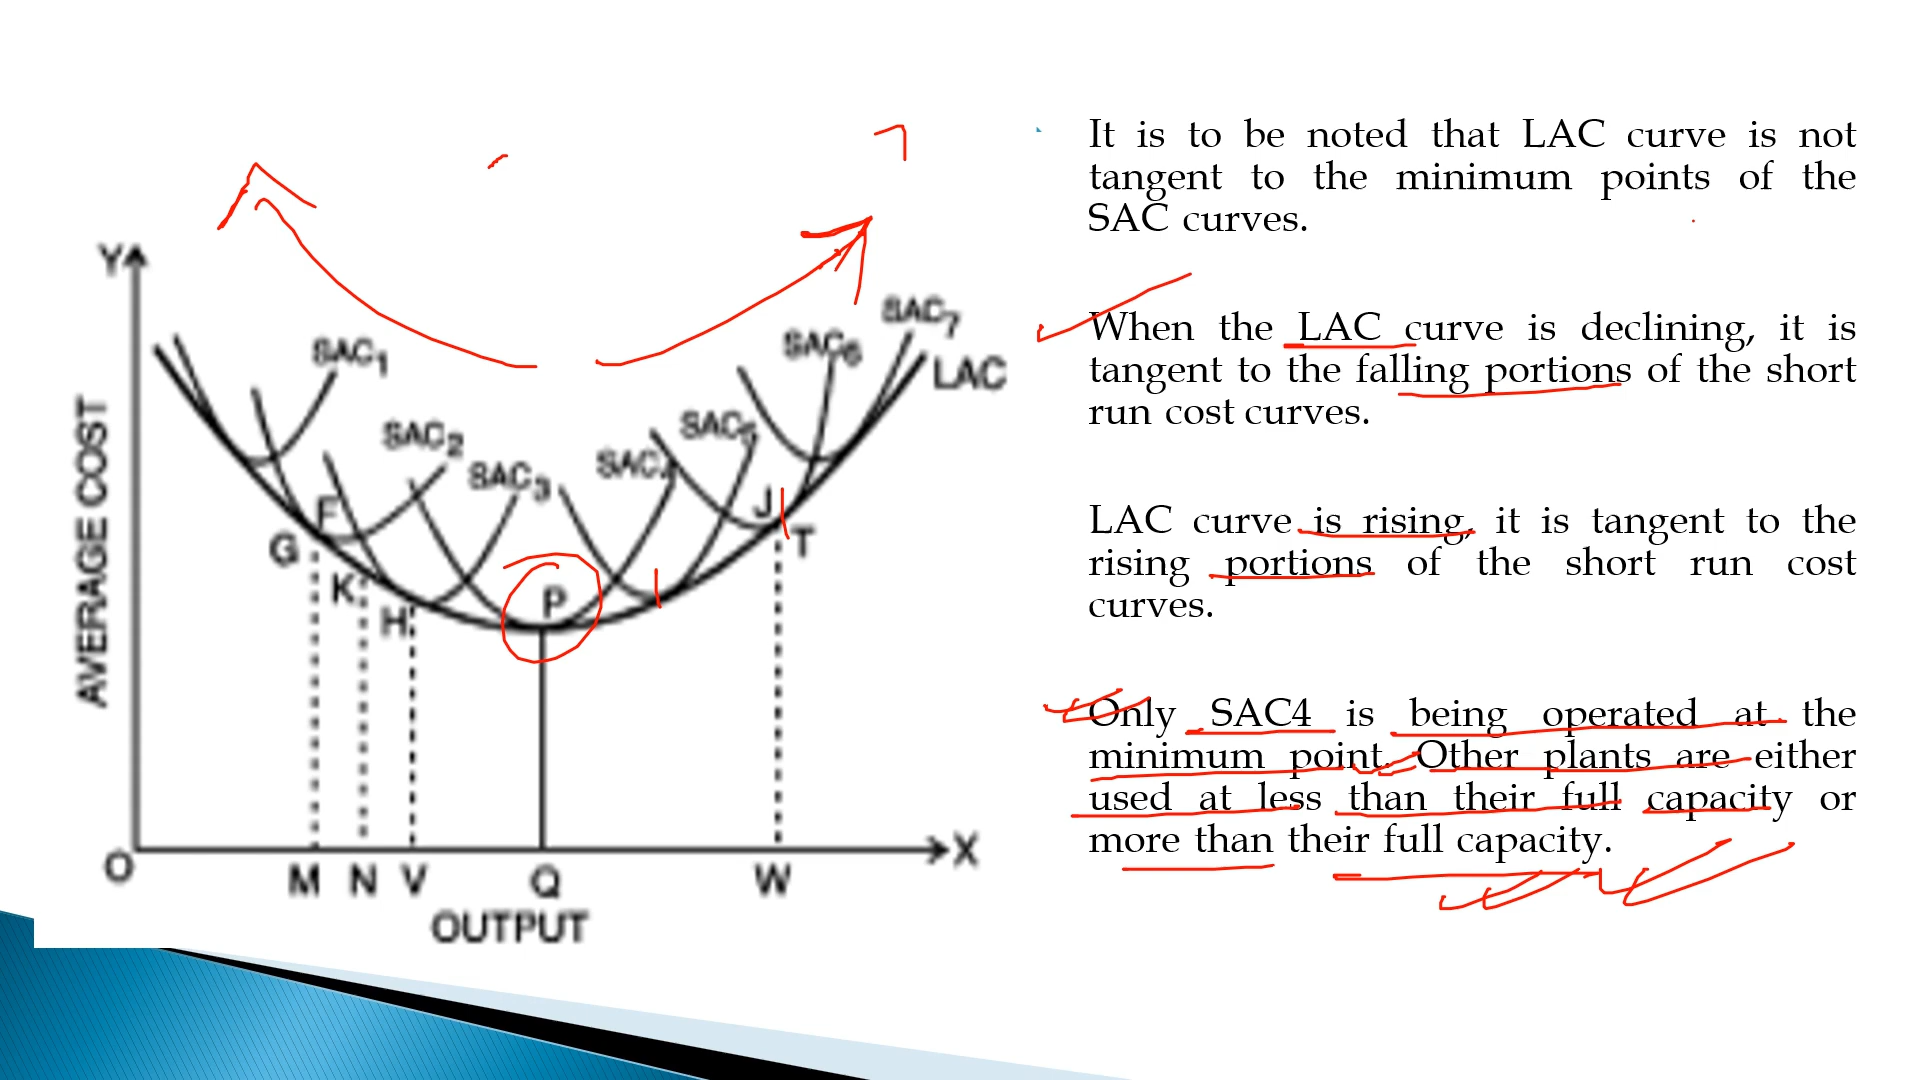 It is to be noted that LAC curve is not
tangent to the minimum points of the
SAC curves.
When the LAC curve is declining, it is
tangent to the falling portions of the short
run cost curves.
LAC curve is rising, it is tangent to the
rising portions of the short run cost
curves.
Only SAC4 is being operated at the
minimum point. Other plants are either
used at less than their full capacity or
more than their full capacity.
Y
AVERAGE COST
SAC1
SAC2
SAC3
SAC
SAC5
SAC6
SAC7
LAC
F
G
K
H
P
J
T
O
M N V Q W
X
OUTPUT